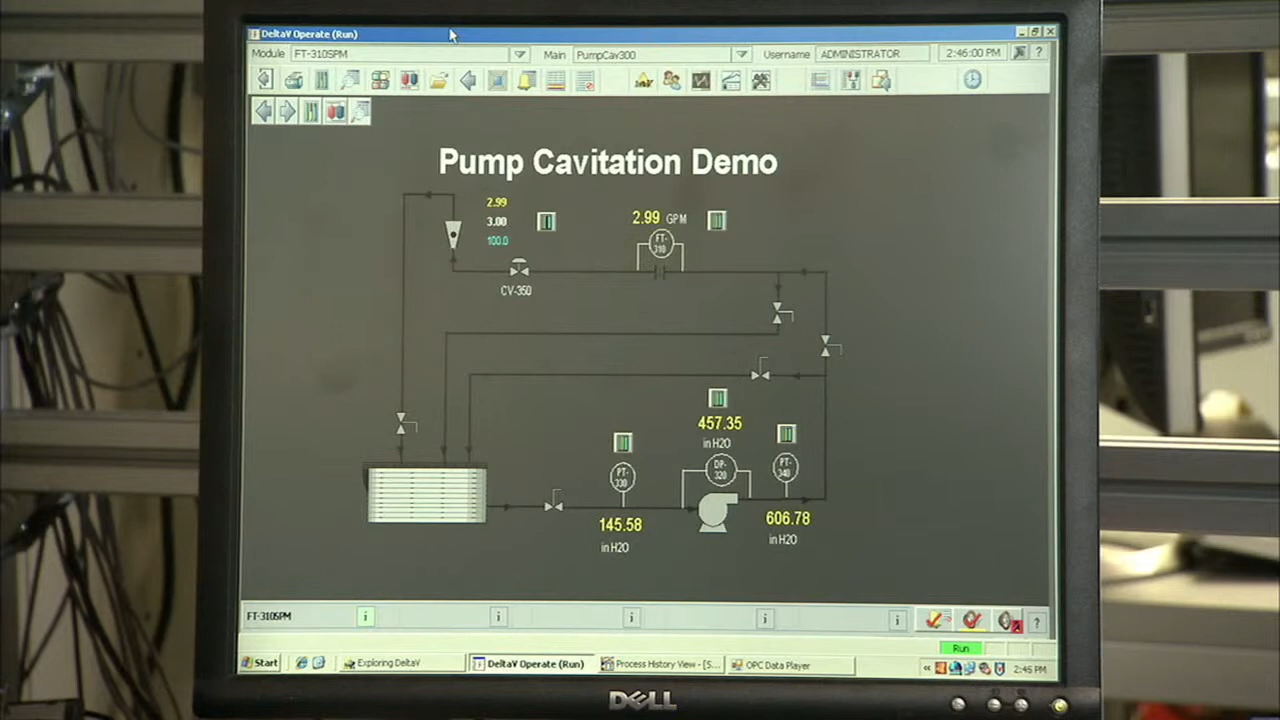 DeltaV Operate (Run)
Module FT-310SPM Main PumpCav300 Username ADMINISTRATOR 2:46:00 PM ?
Pump Cavitation Demo
2.99
3.00
100.0
2.99 GPM
FT-
310
CV-350
457.35
in H2O
PT-
330
DP-
320
PT-
340
145.58
in H2O
606.78
in H2O
FT-310SPM i i i i i ?
Run
Start Exploring DeltaV DeltaV Operate (Run) Process History View - [S... OPC Data Player « 2:46 PM
DELL